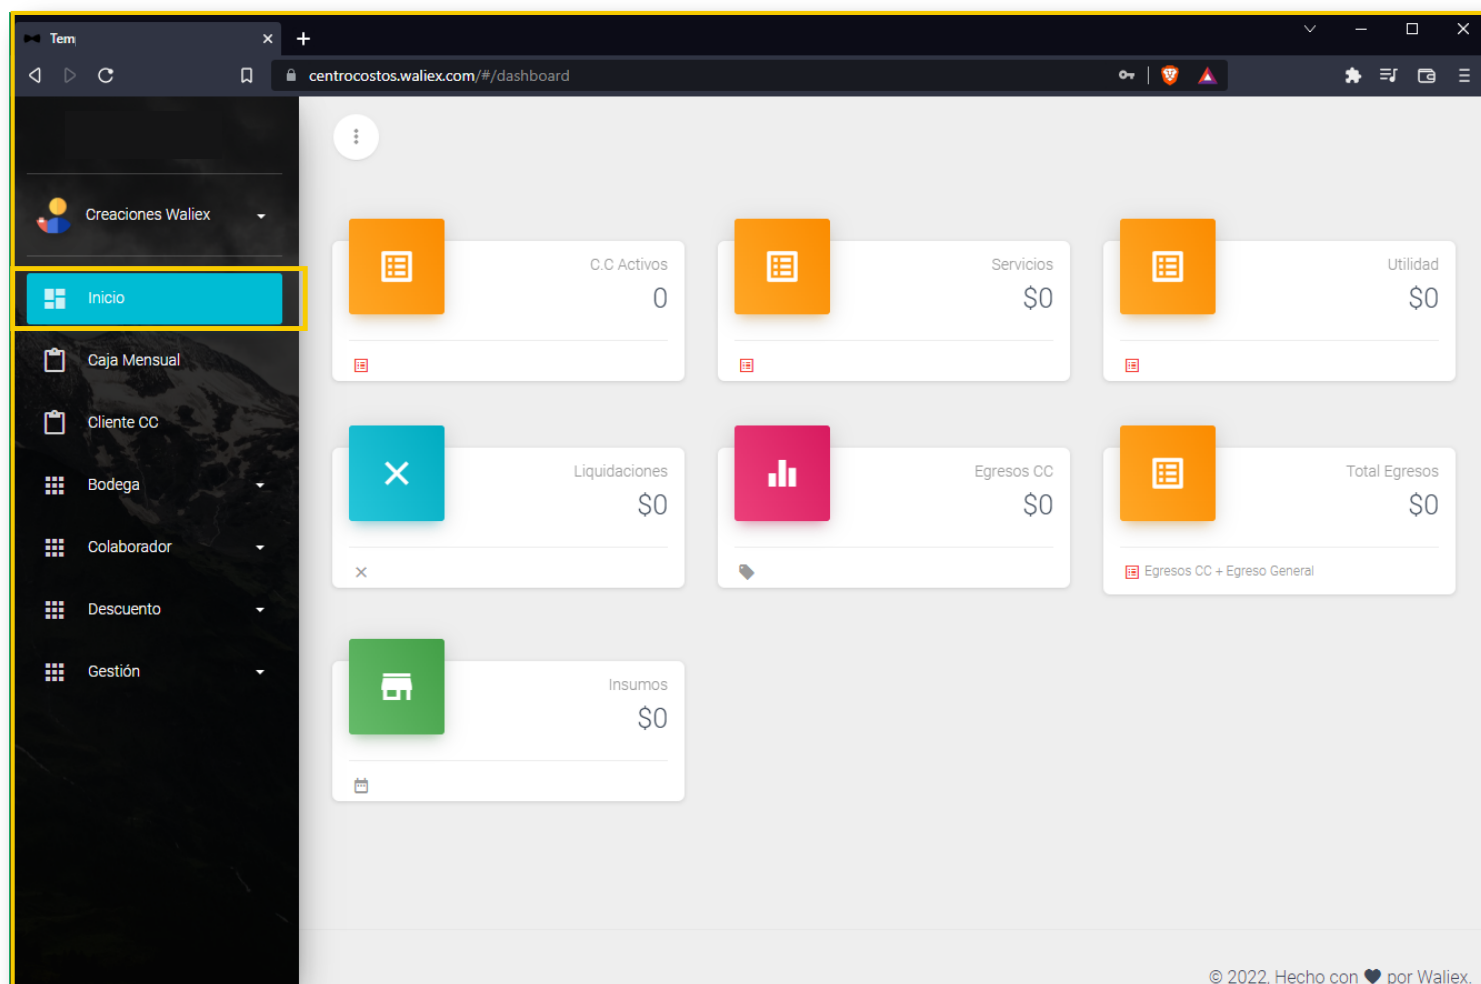 Tem
centrocostos.waliex.com/#/dashboard
Creaciones Waliex
Inicio
Caja Mensual
Cliente CC
Bodega
Colaborador
Descuento
Gestión
C.C Activos
0
Servicios
$0
Utilidad
$0
Liquidaciones
$0
Egresos CC
$0
Total Egresos
$0
Egresos CC + Egreso General
Insumos
$0
© 2022, Hecho con ♥ por Waliex.